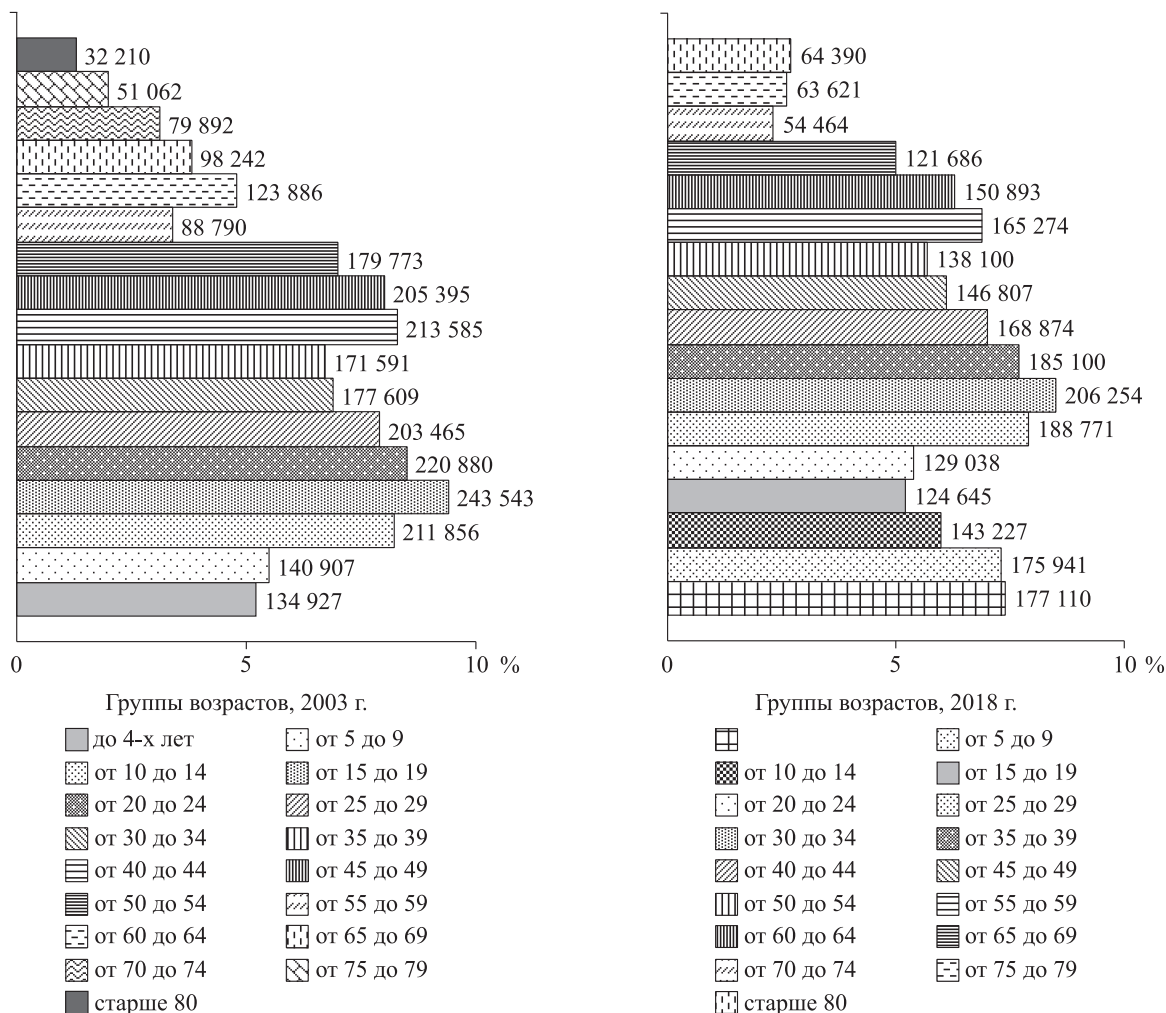 32 210
51 062
79 892
98 242
123 886
88 790
179 773
205 395
213 585
171 591
177 609
203 465
220 880
243 543
211 856
140 907
134 927
0 5 10 %
Группы возрастов, 2003 г.
до 4-х лет от 5 до 9
от 10 до 14 от 15 до 19
от 20 до 24 от 25 до 29
от 30 до 34 от 35 до 39
от 40 до 44 от 45 до 49
от 50 до 54 от 55 до 59
от 60 до 64 от 65 до 69
от 70 до 74 от 75 до 79
старше 80
64 390
63 621
54 464
121 686
150 893
165 274
138 100
146 807
168 874
185 100
206 254
188 771
129 038
124 645
143 227
175 941
177 110
0 5 10 %
Группы возрастов, 2018 г.
от 5 до 9
от 10 до 14 от 15 до 19
от 20 до 24 от 25 до 29
от 30 до 34 от 35 до 39
от 40 до 44 от 45 до 49
от 50 до 54 от 55 до 59
от 60 до 64 от 65 до 69
от 70 до 74 от 75 до 79
старше 80